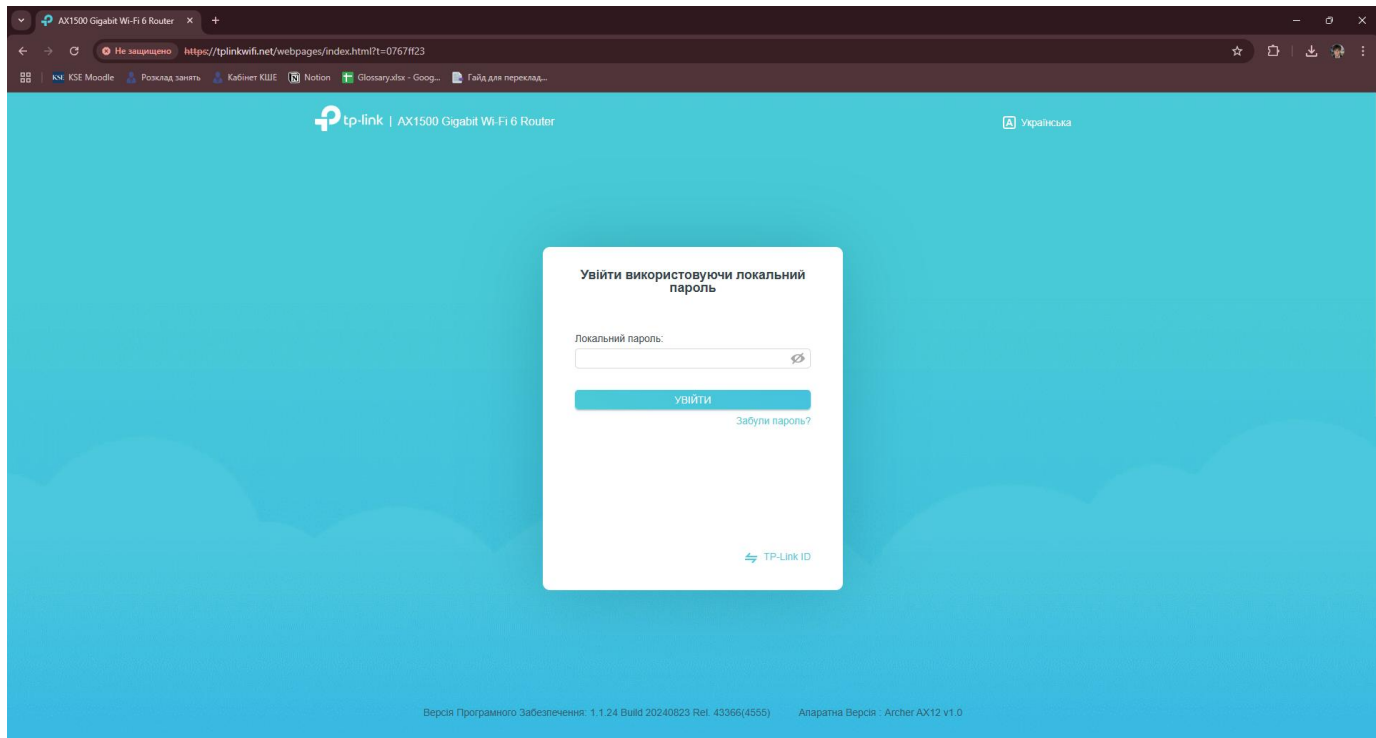 AX1500 Gigabit Wi-Fi 6 Router
Не защищено https://tplinkwifi.net/webpages/index.html?t=0767ff23
KSE KSE Moodle Розклад занять Кабінет КШЕ Notion Glossary.xlsx - Goog... Гайд для переклад...
tp-link | AX1500 Gigabit Wi-Fi 6 Router
A Українська
Увійти використовуючи локальний
пароль
Локальний пароль:
УВІЙТИ
Забули пароль?
TP-Link ID
Версія Програмного Забезпечення: 1.1.24 Build 20240823 Rel. 43366(4555) Апаратна Версія : Archer AX12 v1.0